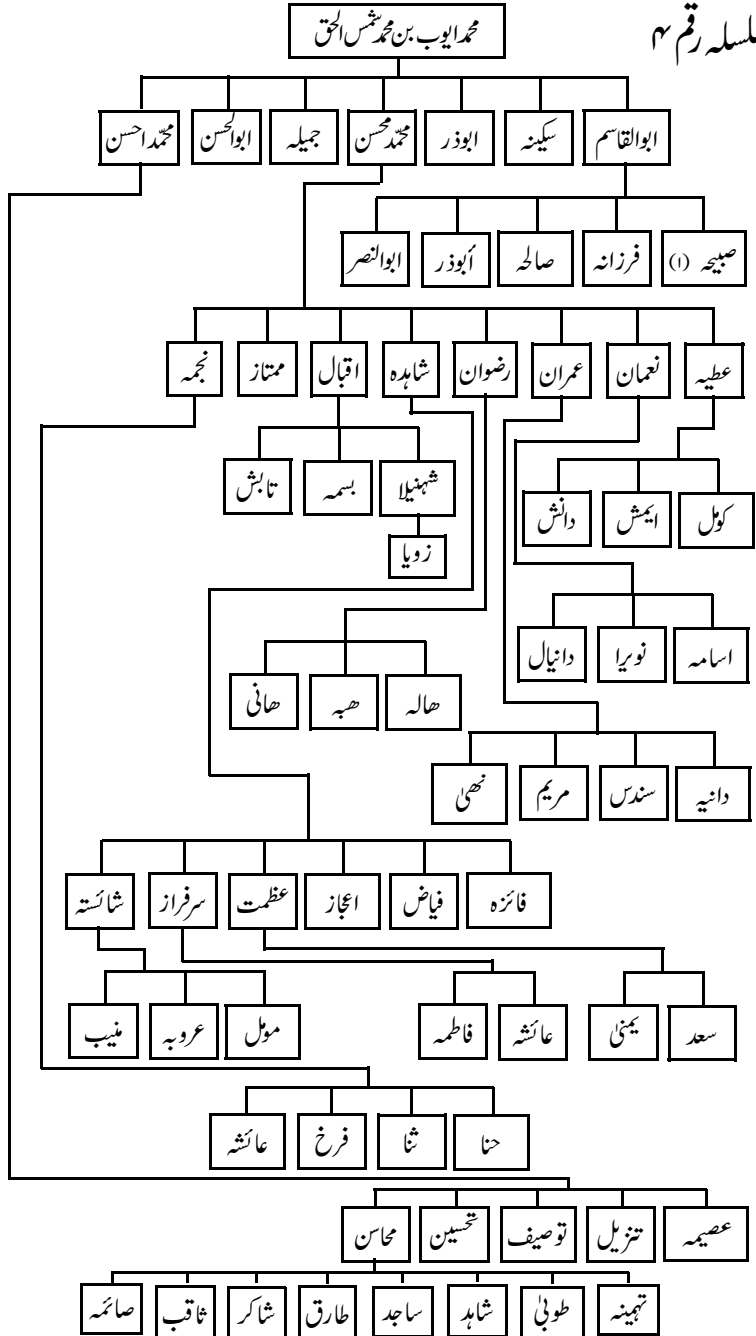 سلسلہ رقم ۴
محمد ایوب بن محمد شمس الحق
ابوالقاسم سکینہ ابوذر محمّد محسن جمیلہ ابوالحسن محمّد احسن
صبیحہ (۱) فرزانہ صالحہ أبوذر ابوالنصر
عطیہ نعمان عمران رضوان شاہدہ اقبال ممتاز نجمہ
شہنیلا بسمہ تابش
کومل ایمش دانش
زویا
اسامہ نویرا دانیال
ھالہ ھبہ ھانی
دانیہ سندس مریم نھیٰ
فائزہ فیاض اعجاز عظمت سرفراز شائستہ
سعد یمنیٰ عائشہ فاطمہ مومل عروبہ منیب
حنا ثنا فرخ عائشہ
عصیمہ تنزیل توصیف تحسین محاسن
تہمینہ طوبیٰ شاہد ساجد طارق شاکر ثاقب صائمہ